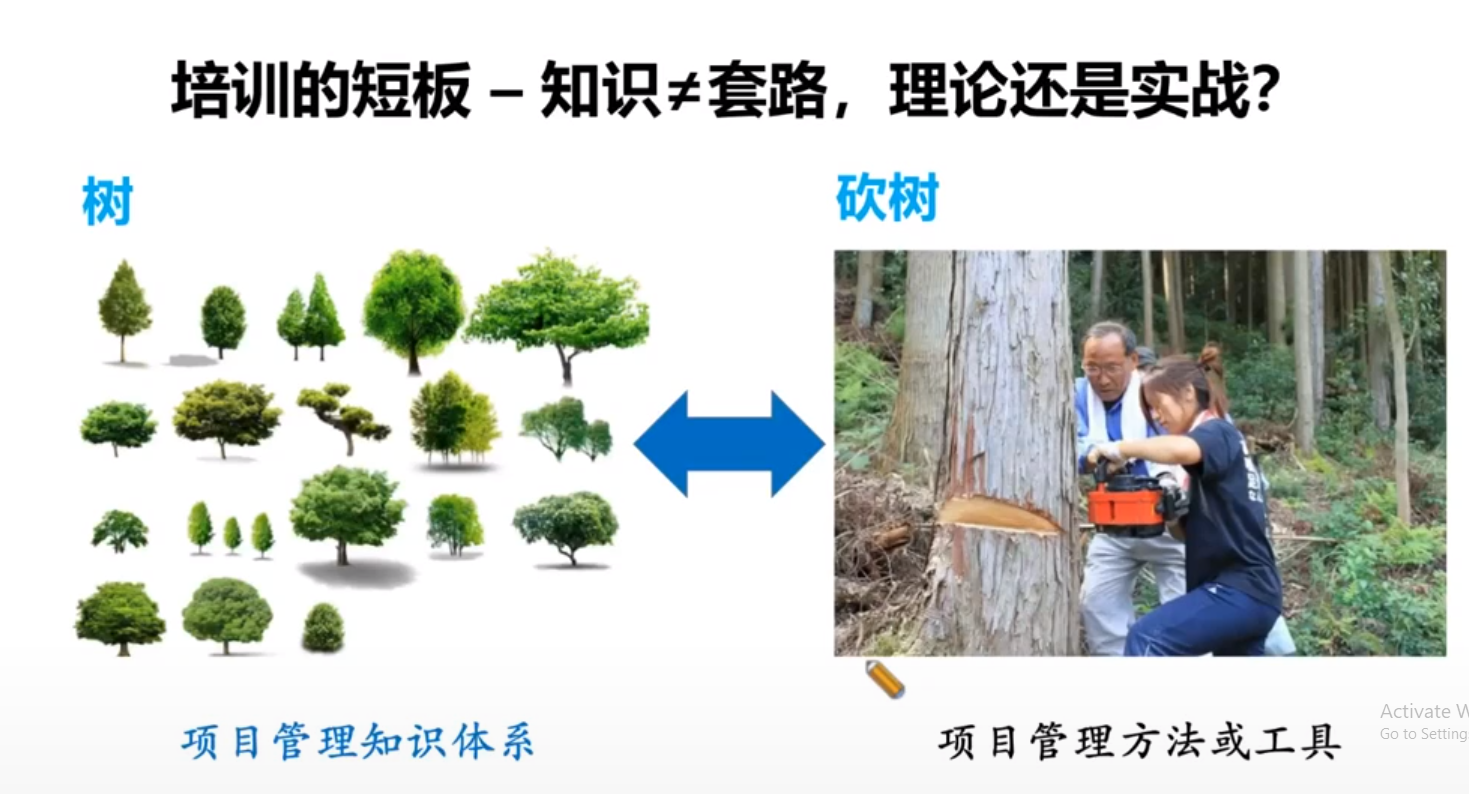 培训的短板 – 知识≠套路，理论还是实战？
树
砍树
项目管理知识体系
项目管理方法或工具
Activate W
Go to Setting